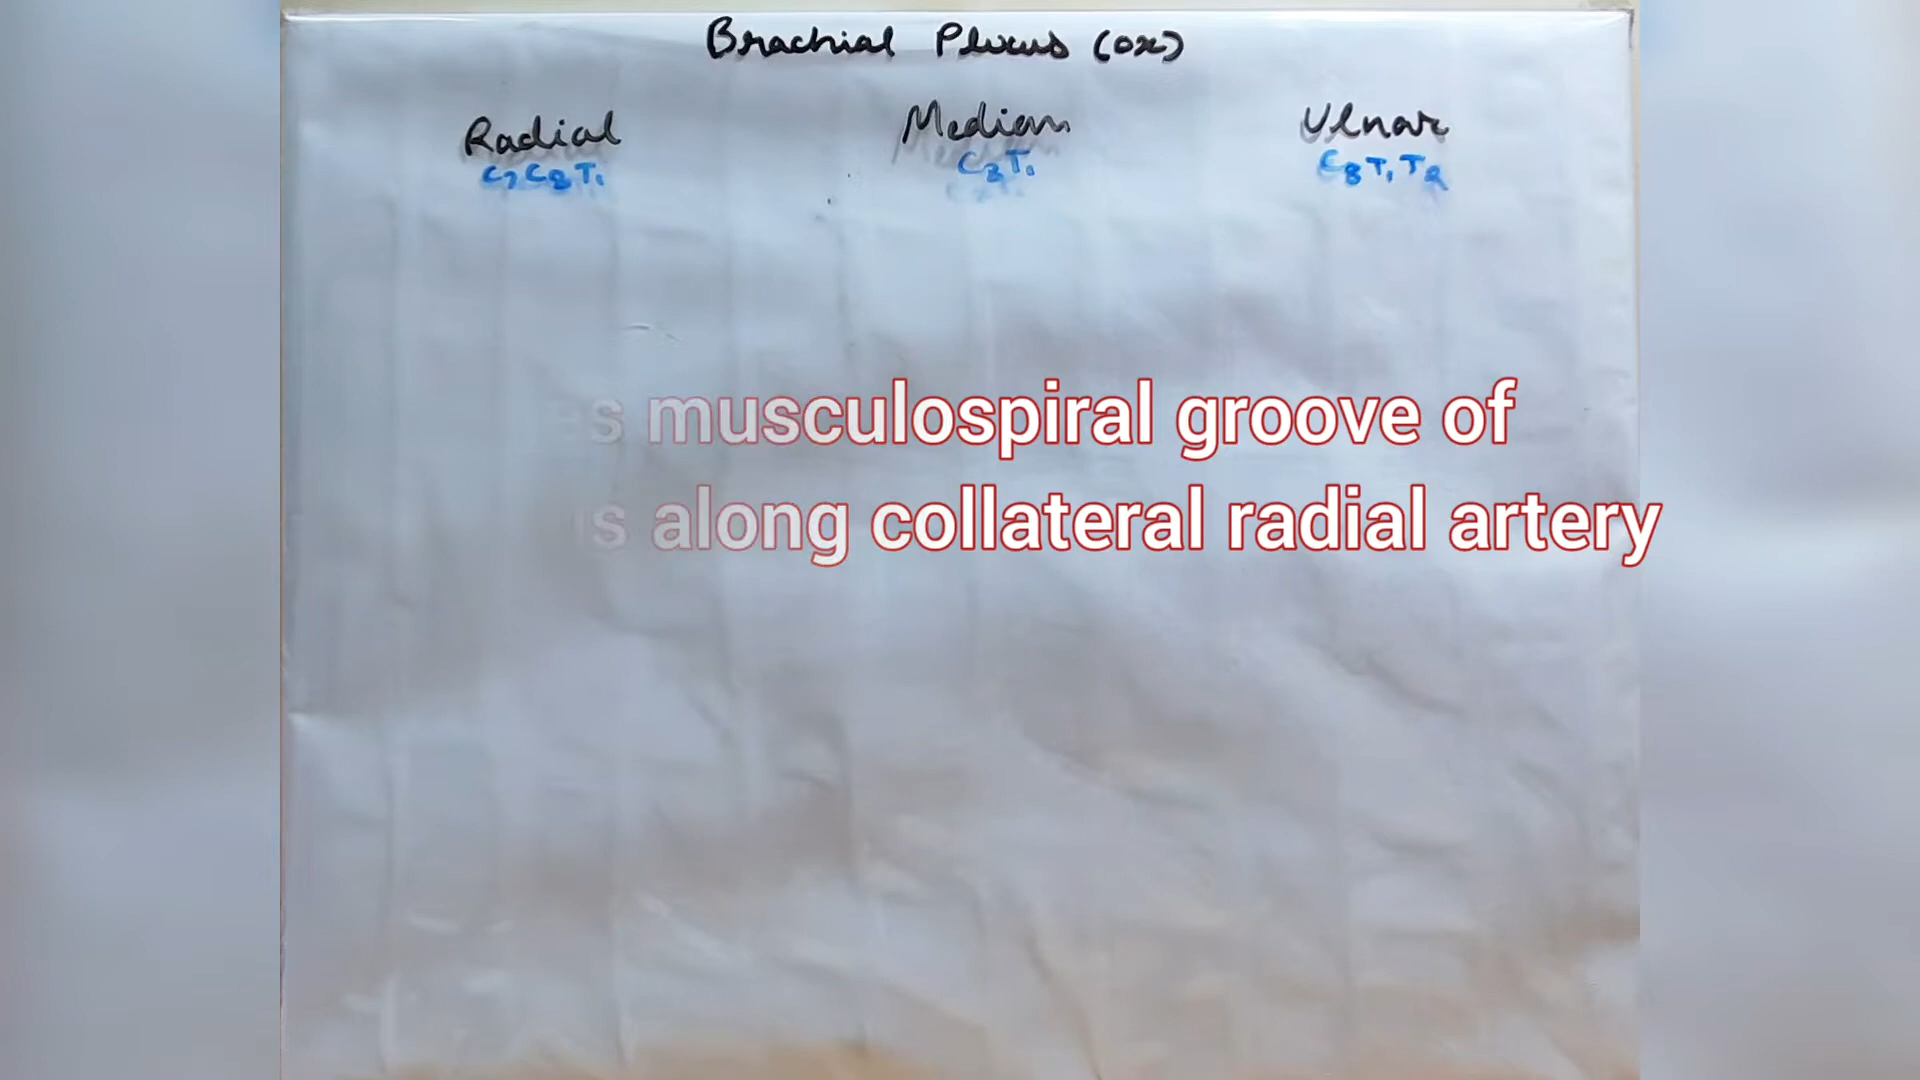 Brachial Plexus (ox)
Radial
C7 C8 T1
Median
C8 T1
Ulnar
C8 T1 T2
musculospiral groove of
along collateral radial artery